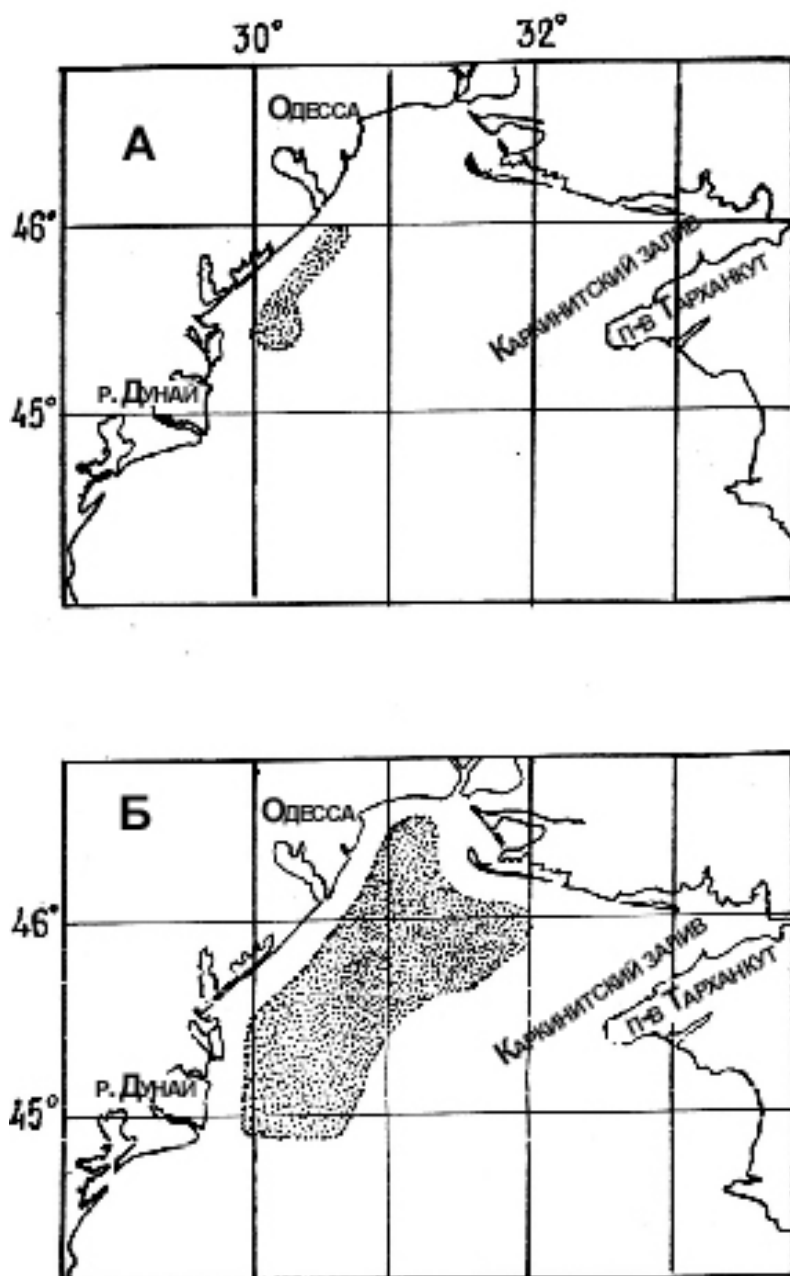 30° 32°
ОДЕССА
А
46°
КАРКИНИТСКИЙ ЗАЛИВ
П-В ТАРХАНКУТ
Р. ДУНАЙ
45°
Б
ОДЕССА
46°
КАРКИНИТСКИЙ ЗАЛИВ
П-В ТАРХАНКУТ
Р. ДУНАЙ
45°